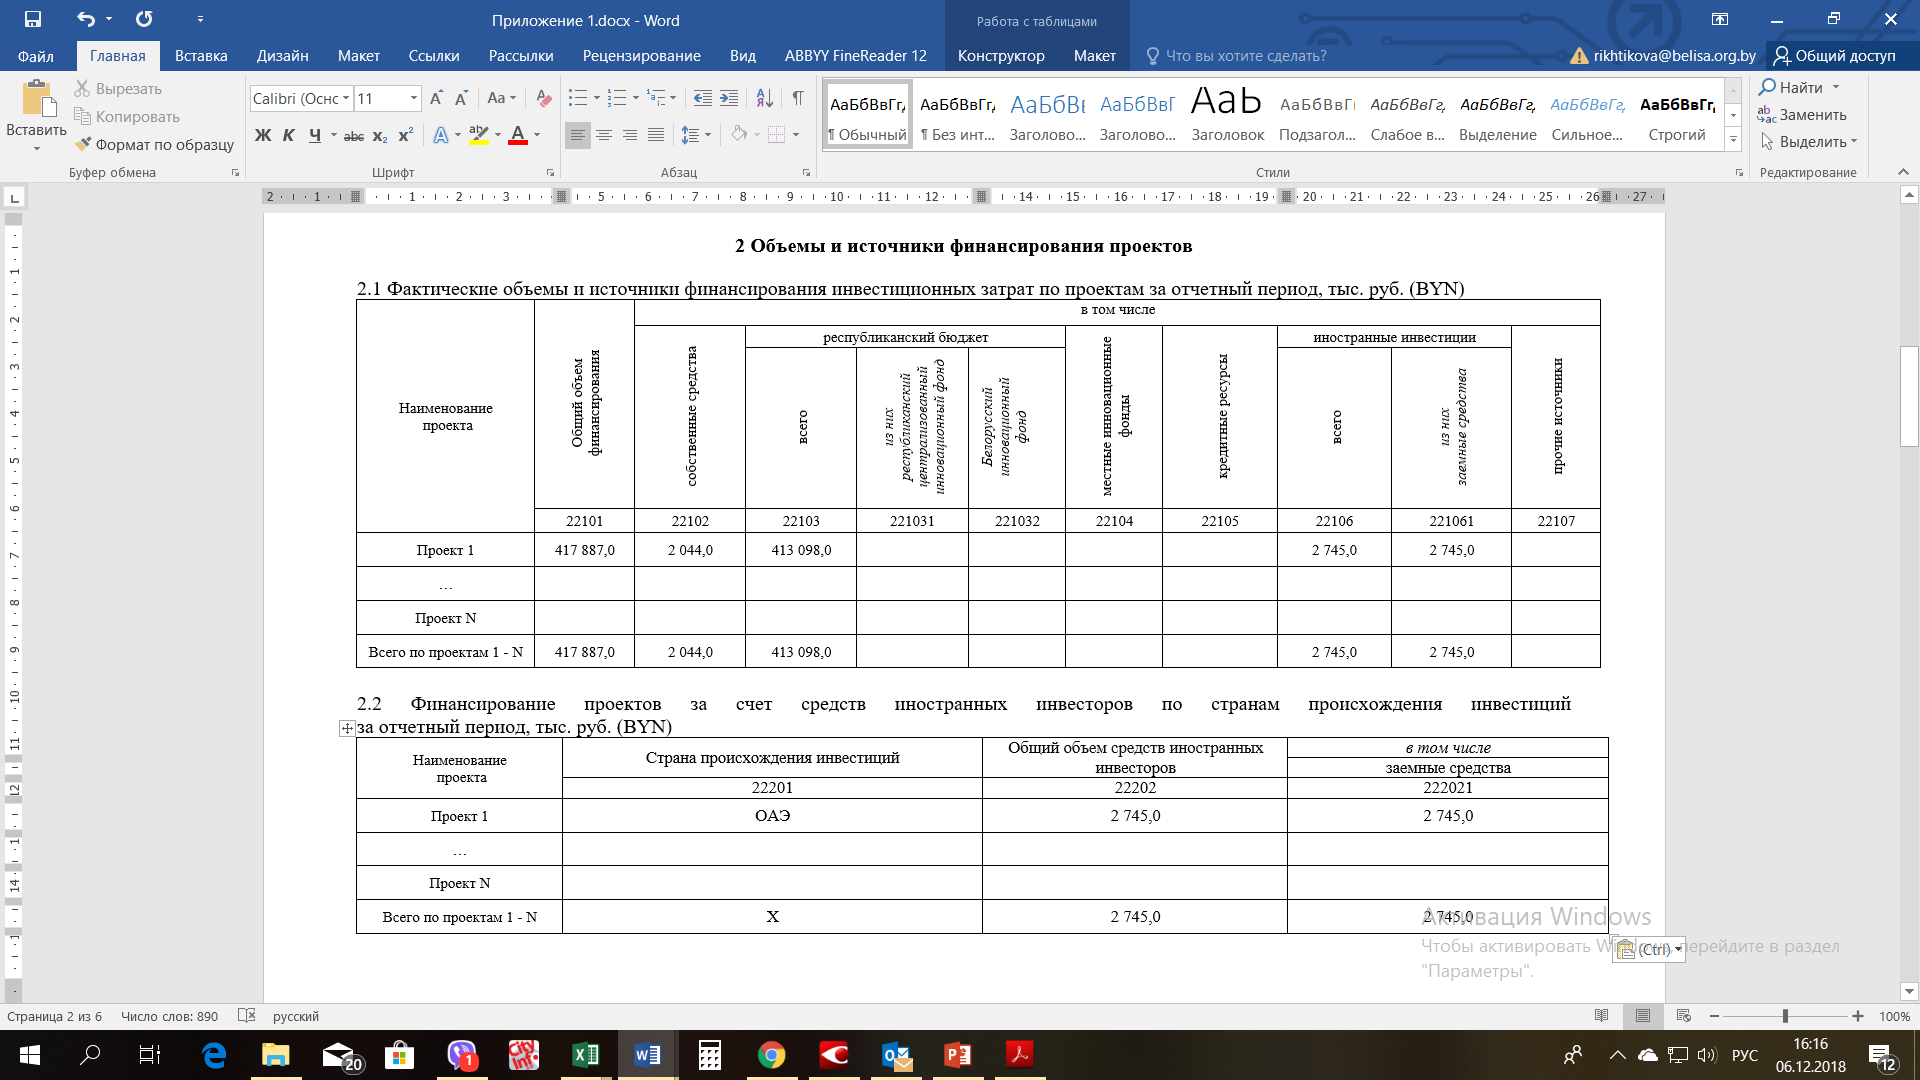 Приложение 1.docx - Word
Работа с таблицами
Файл
Главная
Вставка
Дизайн
Макет
Ссылки
Рассылки
Рецензирование
Вид
ABBYY FineReader 12
Конструктор
Макет
Что вы хотите сделать?
rikhtikova@belisa.org.by
Общий доступ
Вставить
Вырезать
Копировать
Формат по образцу
Буфер обмена
Calibri (Оснс
11
Шрифт
Абзац
АаБбВвГг,
¶ Обычный
АаБбВвГг,
¶ Без инт...
АаБбВі
Заголово...
АаБбВвГ
Заголово...
АаЬ
Заголовок
АаБбВвГ
Подзагол...
АаБбВвГг,
Слабое в...
АаБбВвГг,
Выделение
АаБбВвГг,
Сильное...
АаБбВвГг,
Строгий
Стили
Найти
Заменить
Выделить
Редактирование
2 Объемы и источники финансирования проектов
2.1 Фактические объемы и источники финансирования инвестиционных затрат по проектам за отчетный период, тыс. руб. (BYN)
Наименование
проекта
Общий объем
финансирования
в том числе
собственные средства
республиканский бюджет
всего
из них
республиканский
централизованный
инновационный фонд
Белорусский
инновационный
фонд
местные инновационные
фонды
кредитные ресурсы
иностранные инвестиции
всего
из них
заемные средства
прочие источники
22101 22102 22103 221031 221032 22104 22105 22106 221061 22107
Проект 1 417 887,0 2 044,0 413 098,0 2 745,0 2 745,0
…
Проект N
Всего по проектам 1 - N 417 887,0 2 044,0 413 098,0 2 745,0 2 745,0
2.2 Финансирование проектов за счет средств иностранных инвесторов по странам происхождения инвестиций
за отчетный период, тыс. руб. (BYN)
Наименование
проекта
Страна происхождения инвестиций
Общий объем средств иностранных
инвесторов
в том числе
заемные средства
22201 22202 222021
Проект 1 ОАЭ 2 745,0 2 745,0
…
Проект N
Всего по проектам 1 - N Х 2 745,0 2 745,0
Активация Windows
Чтобы активировать Windows, перейдите в раздел
"Параметры".
(Ctrl)
Страница 2 из 6
Число слов: 890
русский
100%
20
1
РУС
16:16
06.12.2018
12